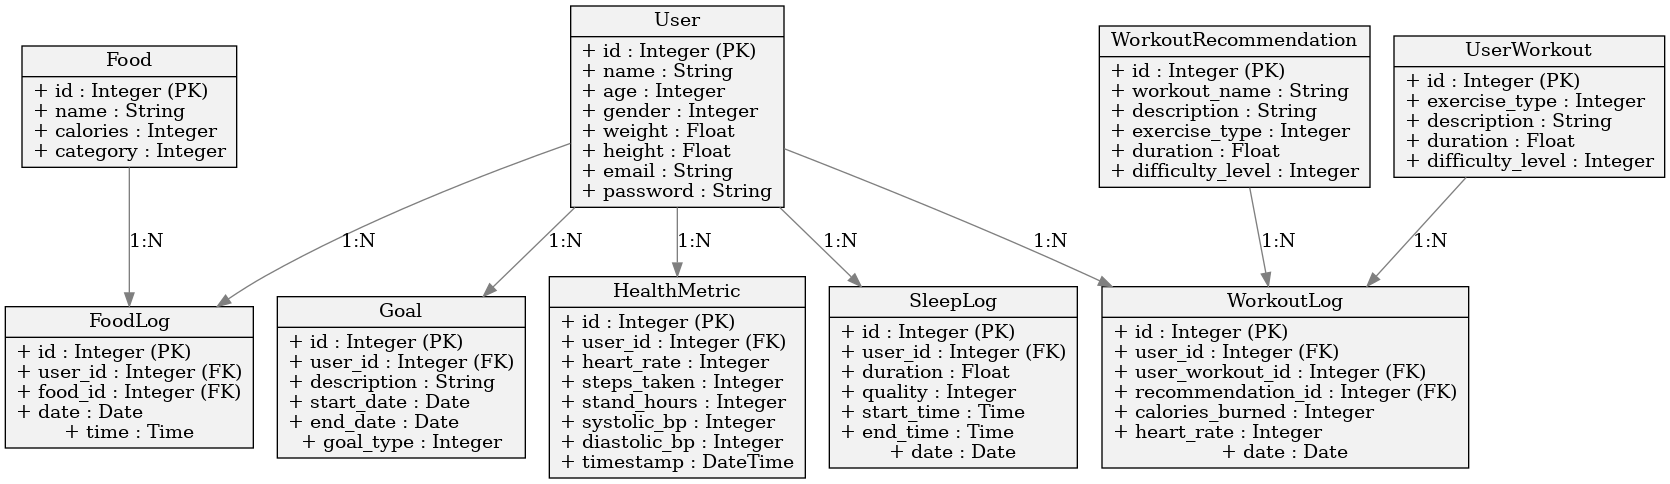 Food
+ id : Integer (PK)
+ name : String
+ calories : Integer
+ category : Integer
User
+ id : Integer (PK)
+ name : String
+ age : Integer
+ gender : Integer
+ weight : Float
+ height : Float
+ email : String
+ password : String
WorkoutRecommendation
+ id : Integer (PK)
+ workout_name : String
+ description : String
+ exercise_type : Integer
+ duration : Float
+ difficulty_level : Integer
UserWorkout
+ id : Integer (PK)
+ exercise_type : Integer
+ description : String
+ duration : Float
+ difficulty_level : Integer
1:N
1:N
1:N
1:N
1:N
1:N
1:N
1:N
FoodLog
+ id : Integer (PK)
+ user_id : Integer (FK)
+ food_id : Integer (FK)
+ date : Date
+ time : Time
Goal
+ id : Integer (PK)
+ user_id : Integer (FK)
+ description : String
+ start_date : Date
+ end_date : Date
+ goal_type : Integer
HealthMetric
+ id : Integer (PK)
+ user_id : Integer (FK)
+ heart_rate : Integer
+ steps_taken : Integer
+ stand_hours : Integer
+ systolic_bp : Integer
+ diastolic_bp : Integer
+ timestamp : DateTime
SleepLog
+ id : Integer (PK)
+ user_id : Integer (FK)
+ duration : Float
+ quality : Integer
+ start_time : Time
+ end_time : Time
+ date : Date
WorkoutLog
+ id : Integer (PK)
+ user_id : Integer (FK)
+ user_workout_id : Integer (FK)
+ recommendation_id : Integer (FK)
+ calories_burned : Integer
+ heart_rate : Integer
+ date : Date